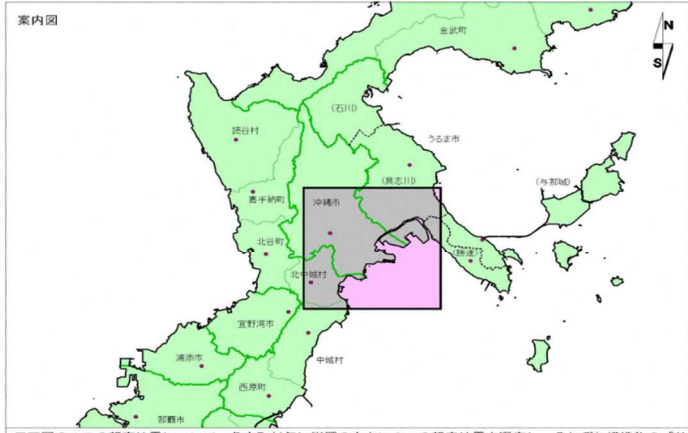 案内図
金武町
N
S
(石川)
読谷村
うるま市
(具志川)
(与那城)
嘉手納町
沖縄市
北谷町
(勝連)
北中城村
宜野湾市
中城村
浦添市
西原町
那覇市